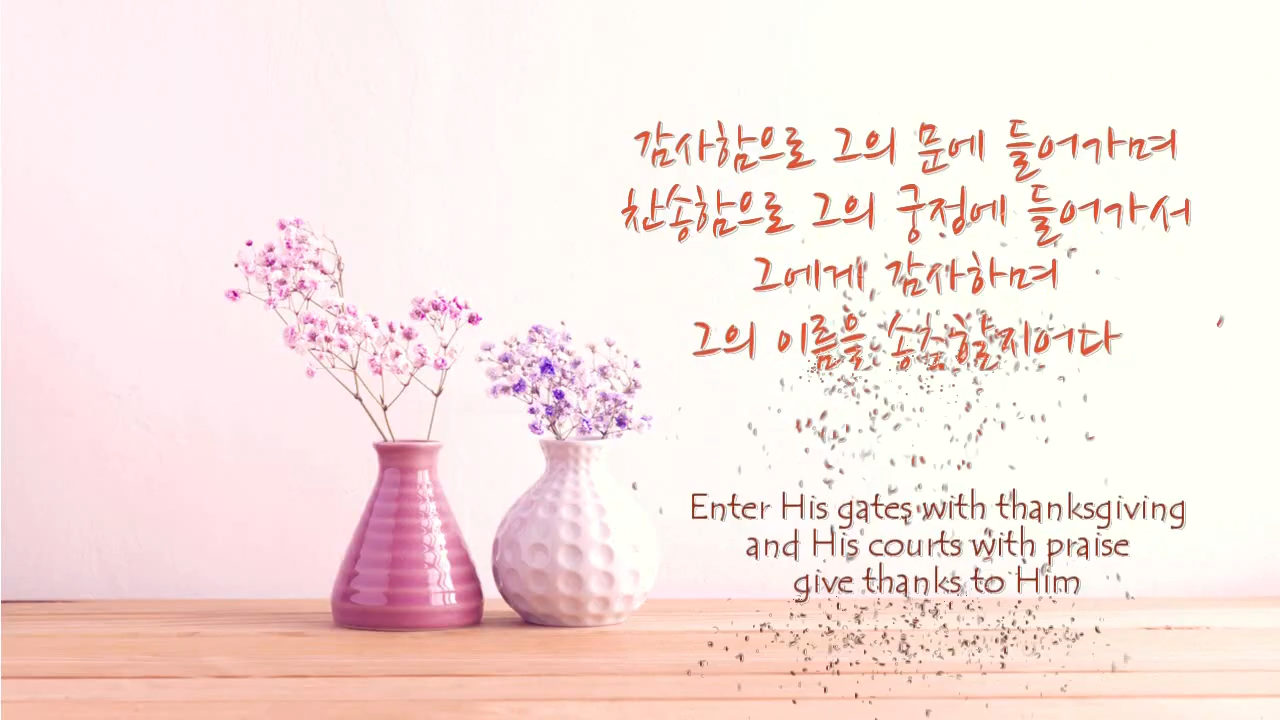 감사함으로 그의 문에 들어가며
찬송함으로 그의 궁정에 들어가서
그에게 감사하며
그의 이름을 송축할지어다
Enter His gates with thanksgiving
and His courts with praise
give thanks to Him